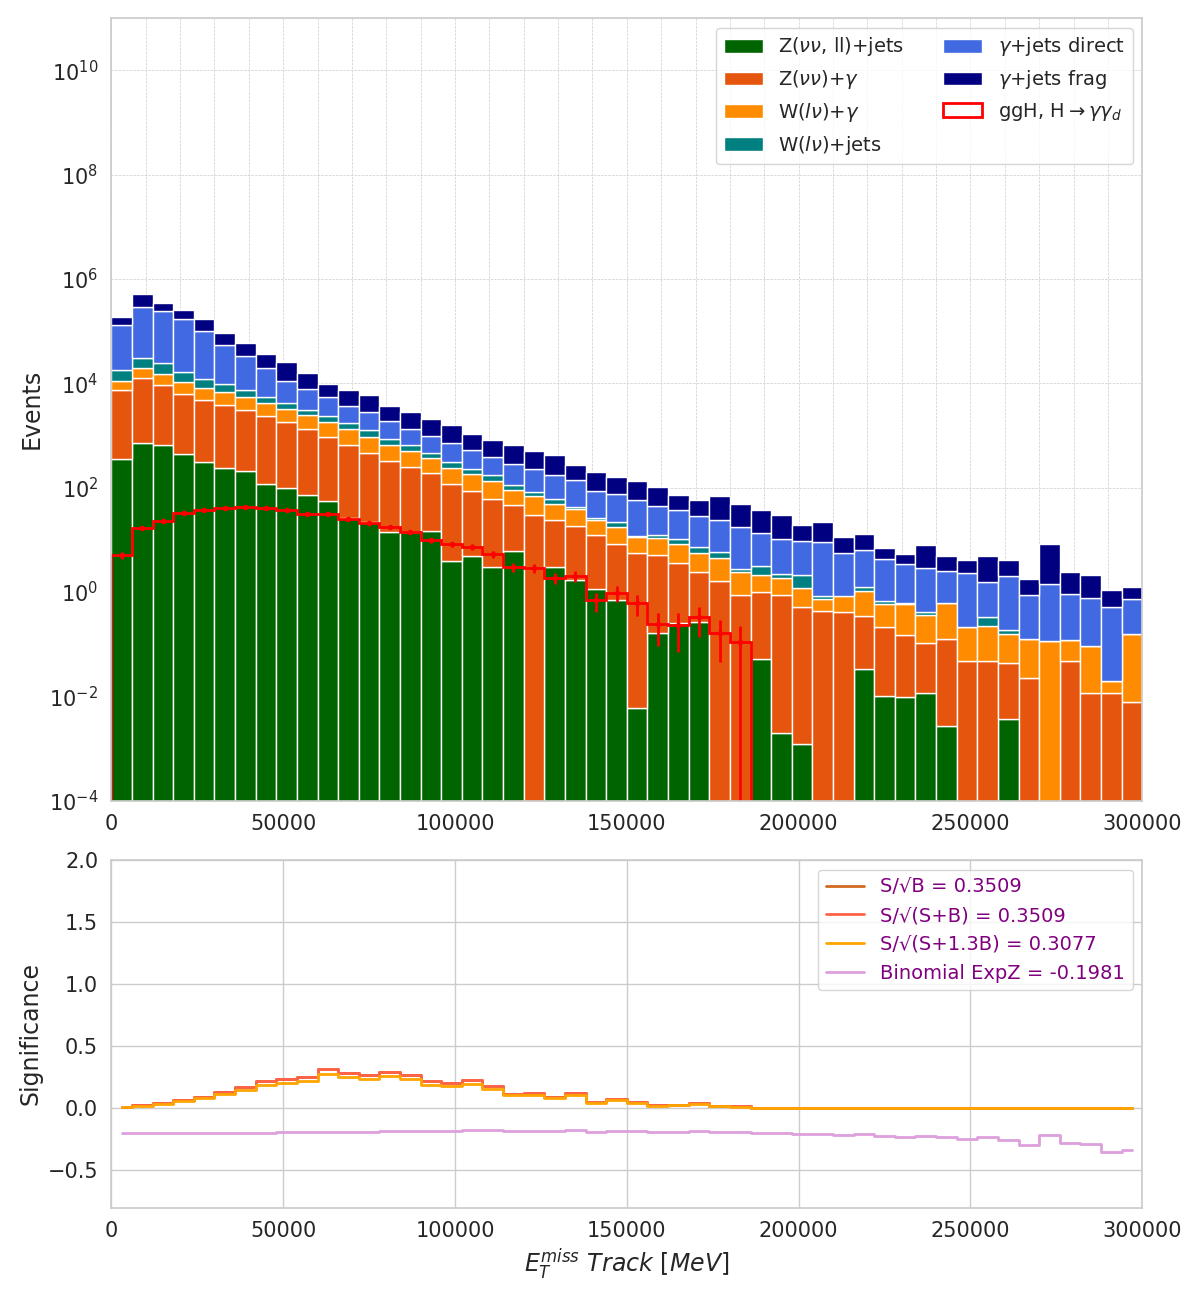 Z(νν, ll)+jets
Z(νν)+γ
W(lν)+γ
W(lν)+jets
γ+jets direct
γ+jets frag
ggH, H→γγ_d
Events
10^10
10^8
10^6
10^4
10^2
10^0
10^−2
10^−4
0 50000 100000 150000 200000 250000 300000
S/√B = 0.3509
S/√(S+B) = 0.3509
S/√(S+1.3B) = 0.3077
Binomial ExpZ = -0.1981
Significance
2.0
1.5
1.0
0.5
0.0
−0.5
0 50000 100000 150000 200000 250000 300000
E_T^miss Track [MeV]